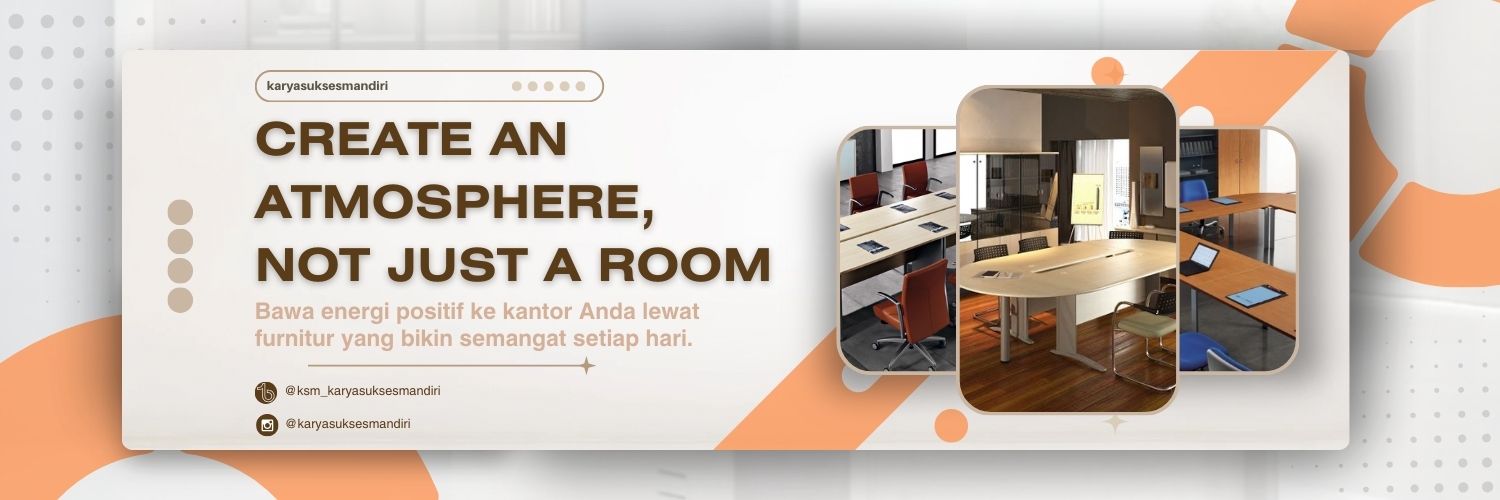 karyasuksesmandiri
CREATE AN
ATMOSPHERE,
NOT JUST A ROOM
Bawa energi positif ke kantor Anda lewat
furnitur yang bikin semangat setiap hari.
@ksm_karyasuksesmandiri
@karyasuksesmandiri